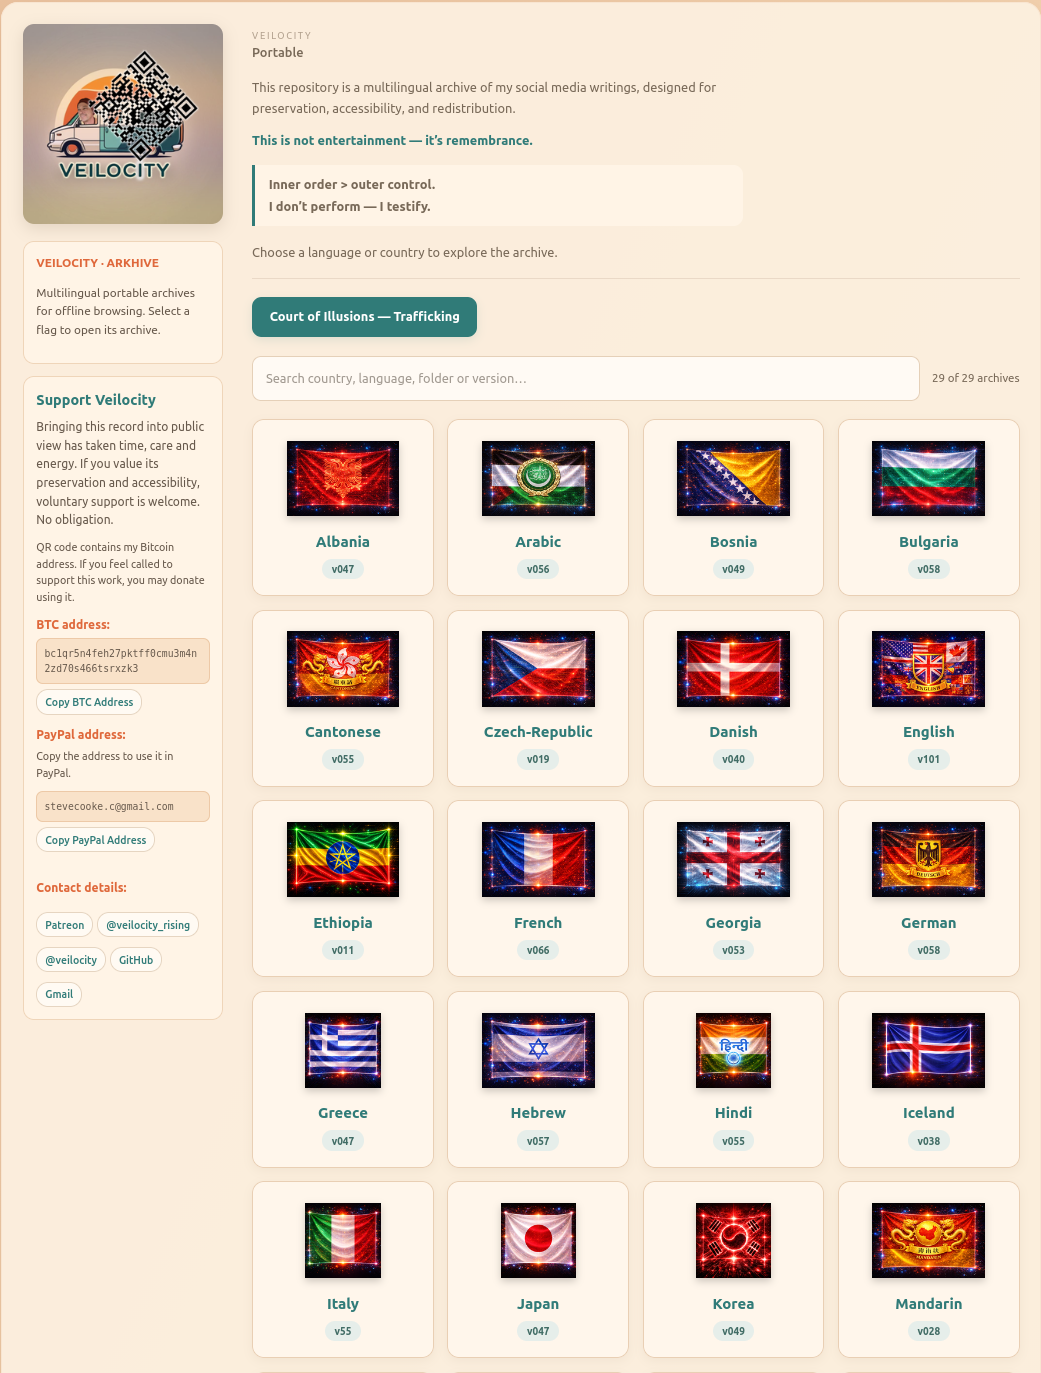 VEILOCITY
VEILOCITY · ARKHIVE
Multilingual portable archives
for offline browsing. Select a
flag to open its archive.
Support Veilocity
Bringing this record into public
view has taken time, care and
energy. If you value its
preservation and accessibility,
voluntary support is welcome.
No obligation.
QR code contains my Bitcoin
address. If you feel called to
support this work, you may donate
using it.
BTC address:
bc1qr5n4feh27pktff0cmu3m4n
2zd70s466tsrxzk3
Copy BTC Address
PayPal address:
Copy the address to use it in
PayPal.
stevecooke.c@gmail.com
Copy PayPal Address
Contact details:
Patreon @veilocity_rising
@veilocity GitHub
Gmail
VEILOCITY
Portable
This repository is a multilingual archive of my social media writings, designed for
preservation, accessibility, and redistribution.
This is not entertainment — it’s remembrance.
Inner order > outer control.
I don’t perform — I testify.
Choose a language or country to explore the archive.
Court of Illusions — Trafficking
Search country, language, folder or version…
29 of 29 archives
Albania
v047
Arabic
v056
Bosnia
v049
Bulgaria
v058
Cantonese
v055
Czech-Republic
v019
Danish
v040
ENGLISH
English
v101
Ethiopia
v011
French
v066
Georgia
v053
DEUTSCH
German
v058
Greece
v047
Hebrew
v057
हिन्दी
Hindi
v055
Iceland
v038
Italy
v55
Japan
v047
Korea
v049
MANDARIN
Mandarin
v028